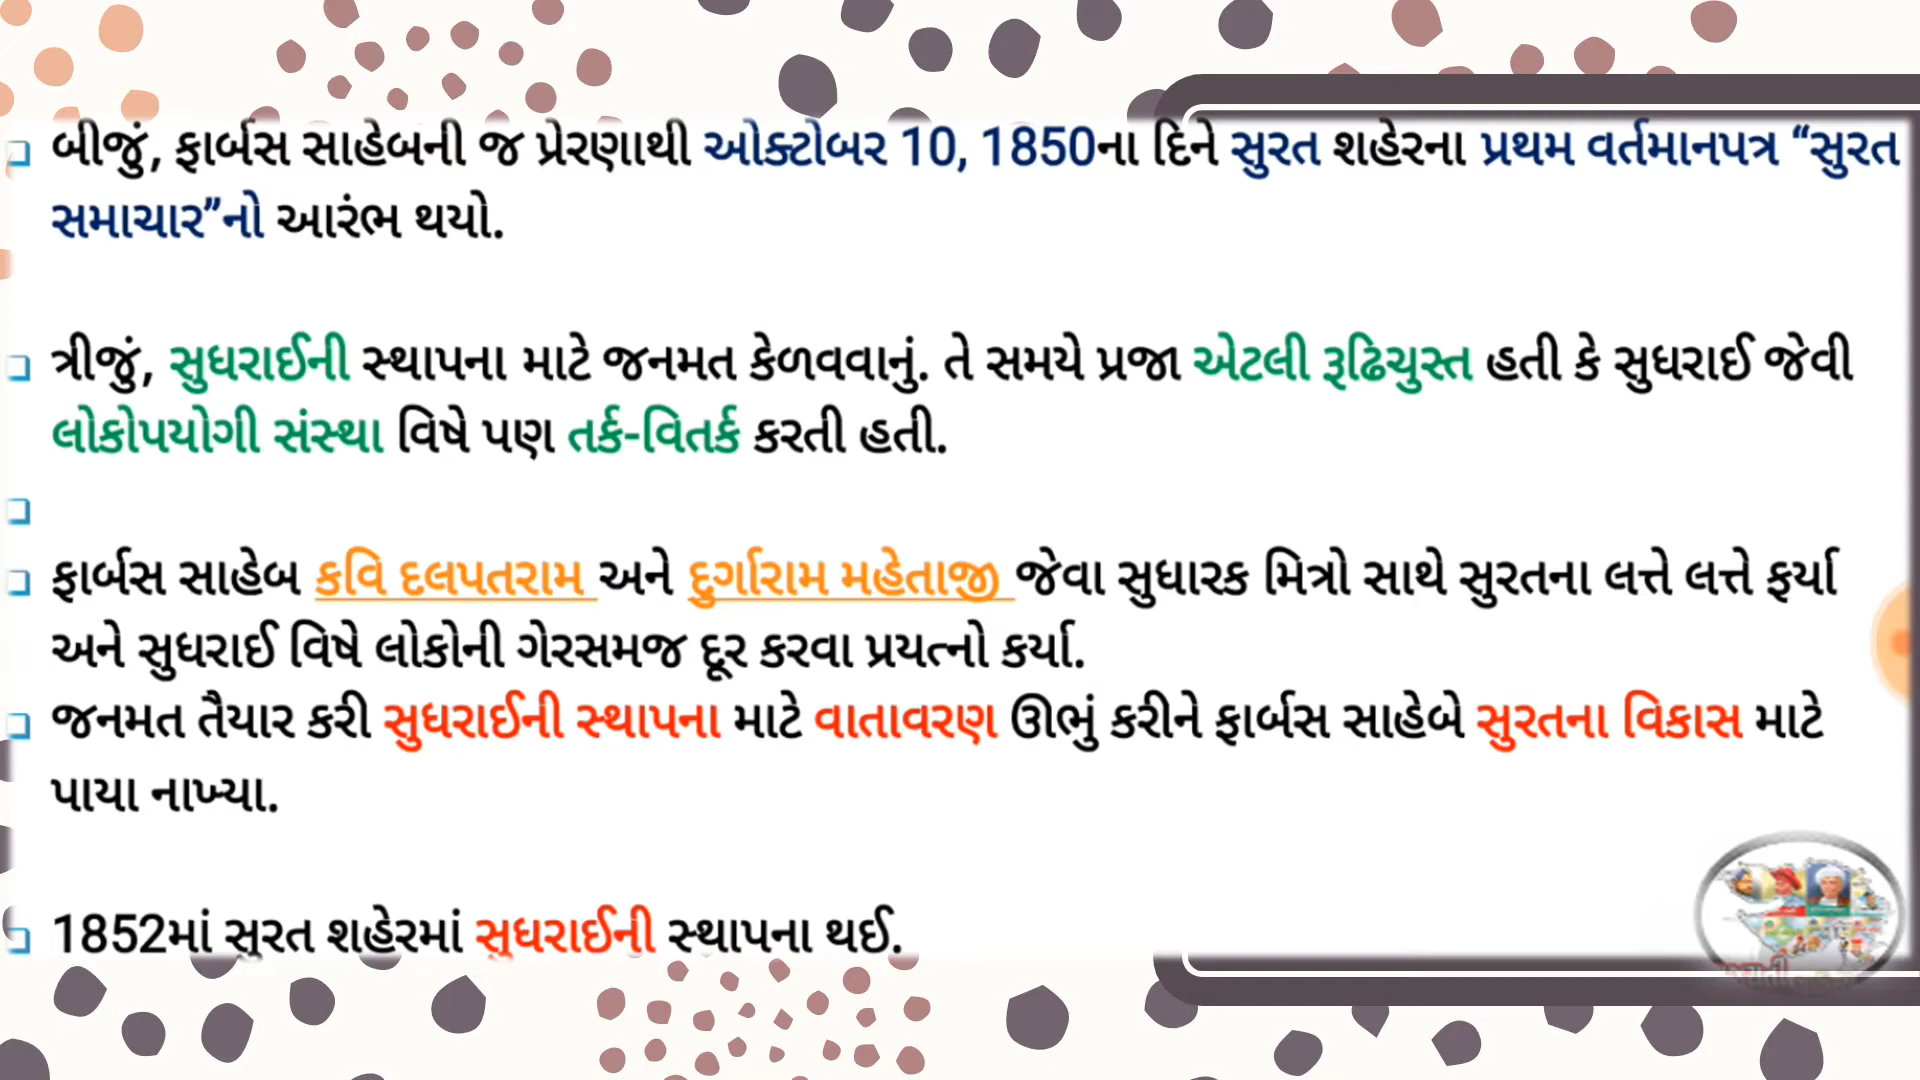 બીજું, ફાર્બસ સાહેબની જ પ્રેરણાથી ઓક્ટોબર 10, 1850ના દિને સુરત શહેરના પ્રથમ વર્તમાનપત્ર “સુરત
સમાચાર”નો આરંભ થયો.
ત્રીજું, સુધરાઈની સ્થાપના માટે જનમત કેળવવાનું. તે સમયે પ્રજા એટલી રૂઢિચુસ્ત હતી કે સુધરાઈ જેવી
લોકોપયોગી સંસ્થા વિષે પણ તર્ક-વિતર્ક કરતી હતી.
ફાર્બસ સાહેબ કવિ દલપતરામ અને દુર્ગારામ મહેતાજી જેવા સુધારક મિત્રો સાથે સુરતના લત્તે લત્તે ફર્યા
અને સુધરાઈ વિષે લોકોની ગેરસમજ દૂર કરવા પ્રયત્નો કર્યા.
જનમત તૈયાર કરી સુધરાઈની સ્થાપના માટે વાતાવરણ ઊભું કરીને ફાર્બસ સાહેબે સુરતના વિકાસ માટે
પાયા નાખ્યા.
1852માં સુરત શહેરમાં સુધરાઈની સ્થાપના થઈ.